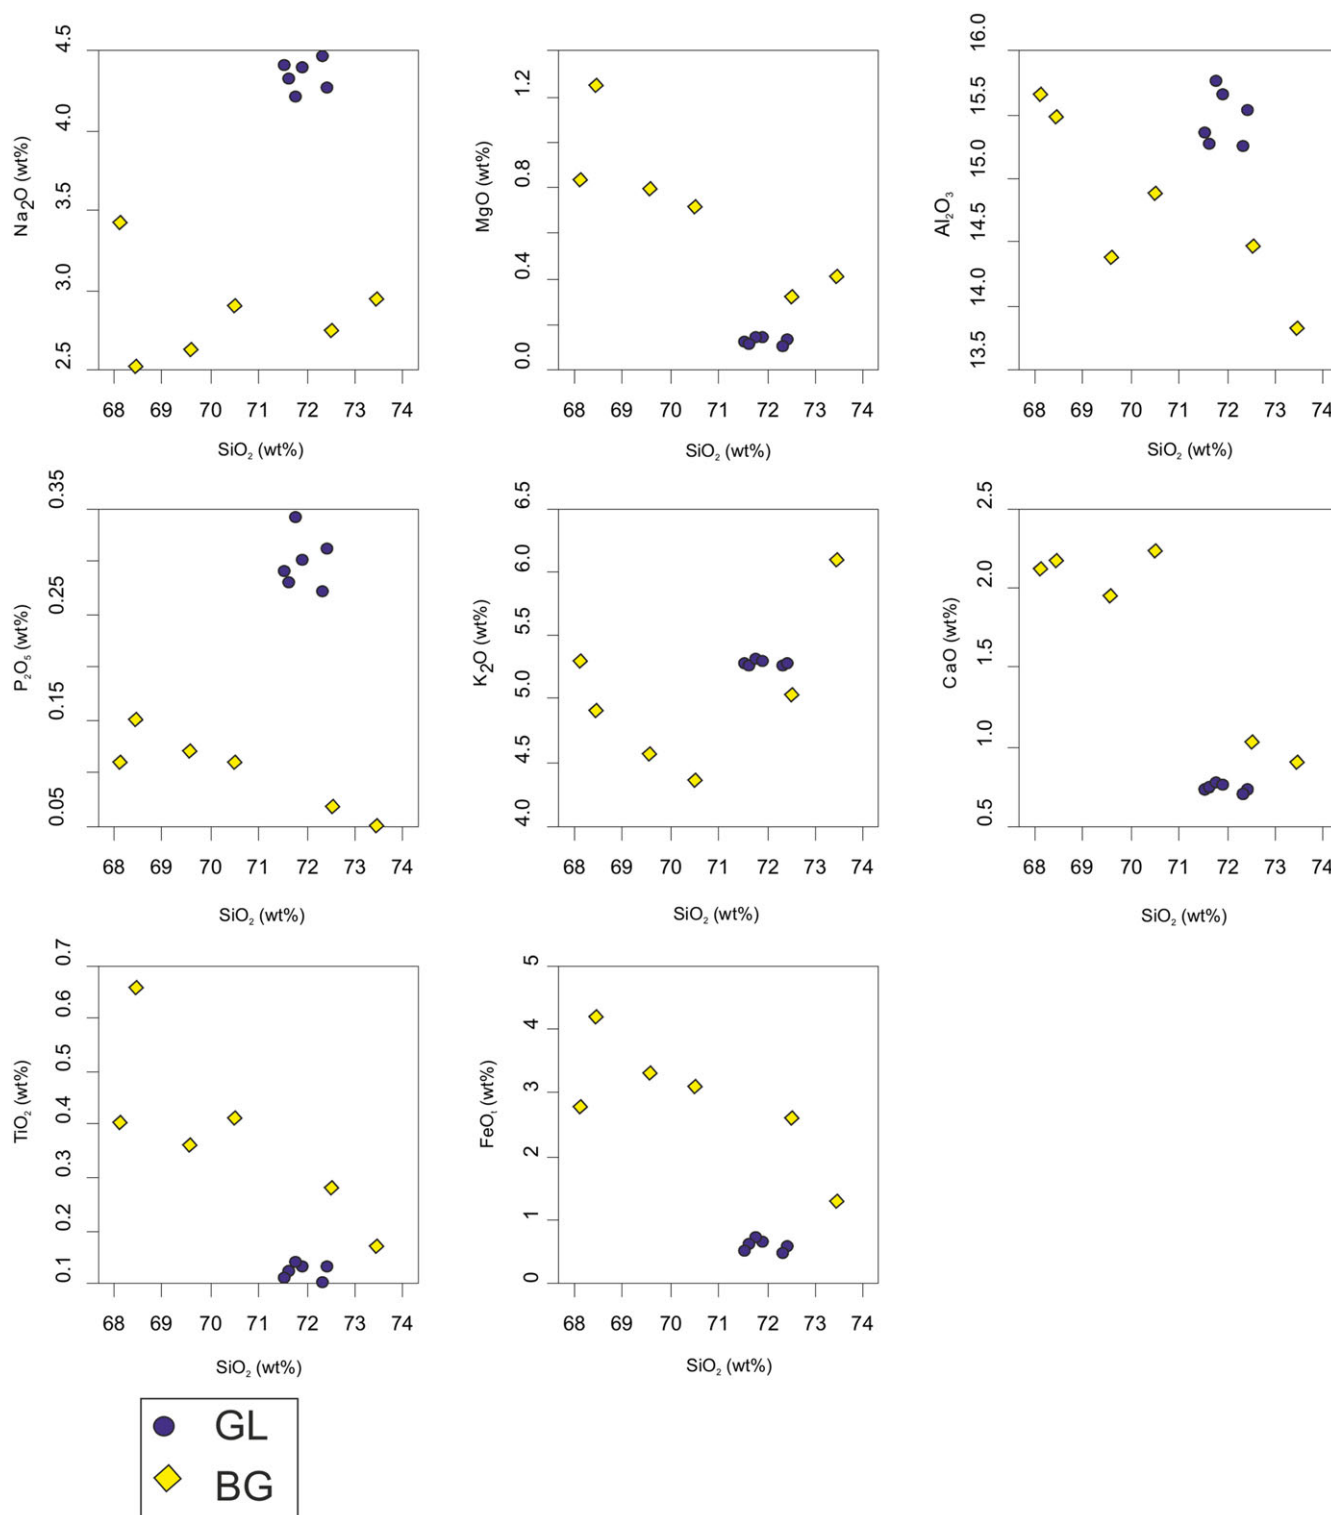 4.5
4.0
3.5
3.0
2.5
Na2O (wt%)
68 69 70 71 72 73 74
SiO₂ (wt%)
1.2
0.8
0.4
0.0
MgO (wt%)
68 69 70 71 72 73 74
SiO₂ (wt%)
16.0
15.5
15.0
14.5
14.0
13.5
Al₂O₃
68 69 70 71 72 73 74
SiO₂ (wt%)
0.35
0.25
0.15
0.05
P₂O₅ (wt%)
68 69 70 71 72 73 74
SiO₂ (wt%)
6.5
6.0
5.5
5.0
4.5
4.0
K2O (wt%)
68 69 70 71 72 73 74
SiO₂ (wt%)
2.5
2.0
1.5
1.0
0.5
CaO (wt%)
68 69 70 71 72 73 74
SiO₂ (wt%)
0.7
0.6
0.5
0.4
0.3
0.2
0.1
TiO₂ (wt%)
68 69 70 71 72 73 74
SiO₂ (wt%)
5
4
3
2
1
0
FeOₜ (wt%)
68 69 70 71 72 73 74
SiO₂ (wt%)
GL
BG